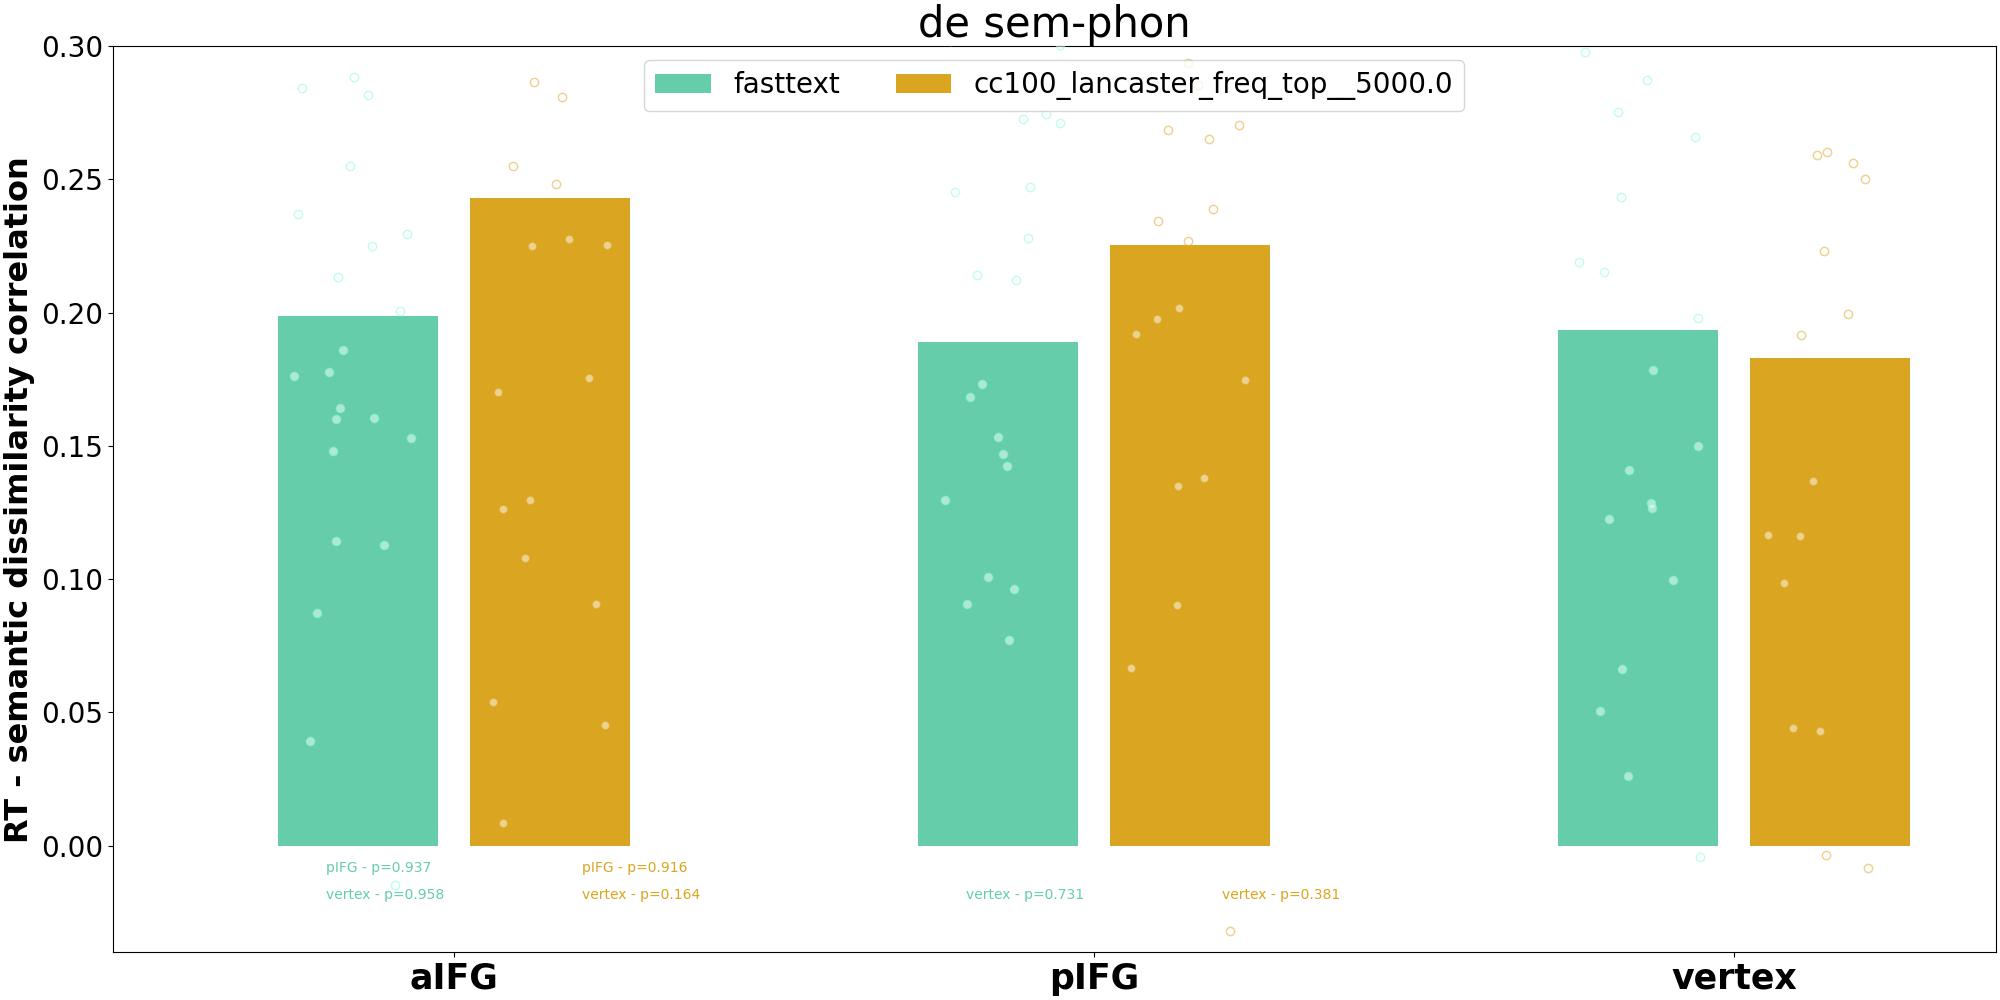 de sem-phon
fasttext
cc100_lancaster_freq_top__5000.0
RT - semantic dissimilarity correlation
0.30
0.25
0.20
0.15
0.10
0.05
0.00
pIFG - p=0.937
vertex - p=0.958
pIFG - p=0.916
vertex - p=0.164
vertex - p=0.731
vertex - p=0.381
aIFG
pIFG
vertex